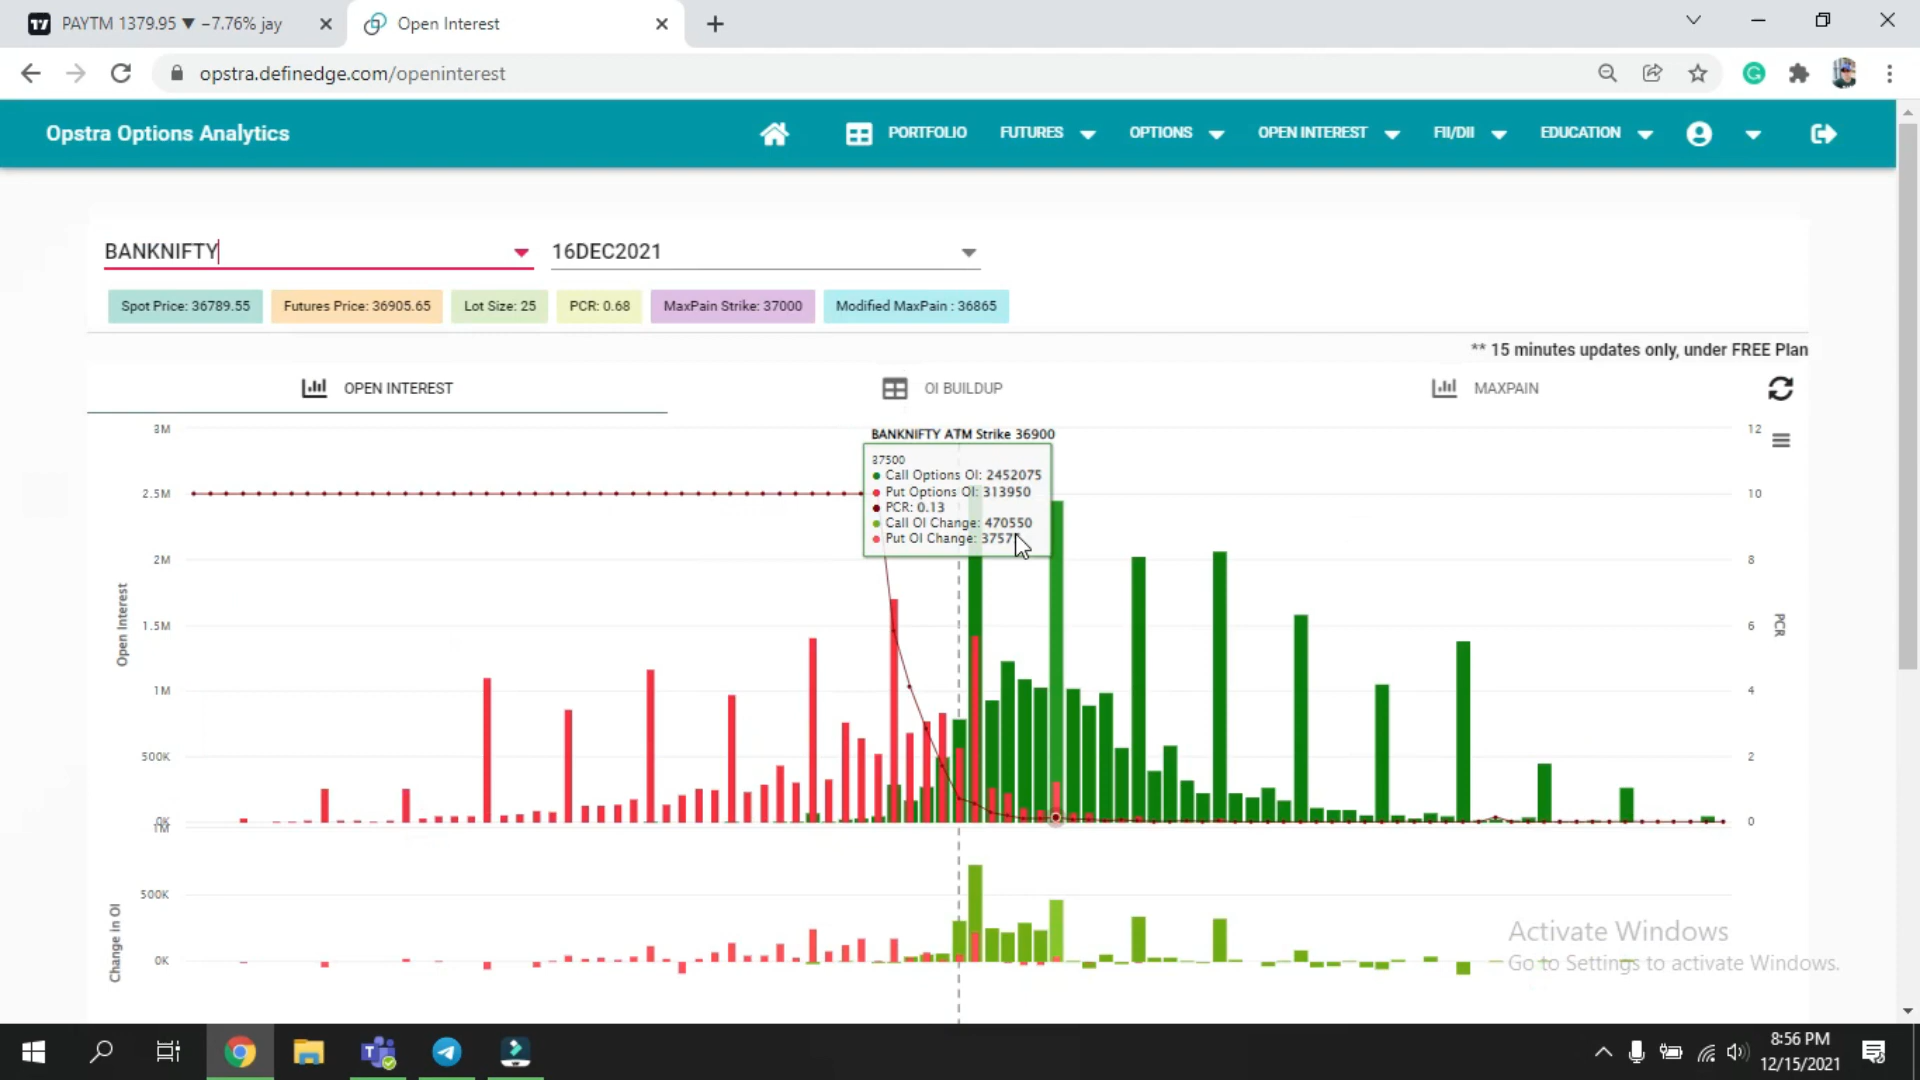 PAYTM 1379.95 ▼ −7.76% jay
Open Interest
opstra.definedge.com/openinterest
Opstra Options Analytics
PORTFOLIO
FUTURES
OPTIONS
OPEN INTEREST
FII/DII
EDUCATION
BANKNIFTY
16DEC2021
Spot Price: 36789.55
Futures Price: 36905.65
Lot Size: 25
PCR: 0.68
MaxPain Strike: 37000
Modified MaxPain : 36865
** 15 minutes updates only, under FREE Plan
OPEN INTEREST
OI BUILDUP
MAXPAIN
BANKNIFTY ATM Strike 36900
37500
Call Options OI: 2452075
Put Options OI: 313950
PCR: 0.13
Call OI Change: 470550
Put OI Change:
3M
2.5M
2M
1.5M
1M
500K
0K
Open Interest
12
10
8
6
4
2
0
PCR
1M
500K
0K
Change in OI
Activate Windows
Go to Settings to activate Windows.
8:56 PM
12/15/2021